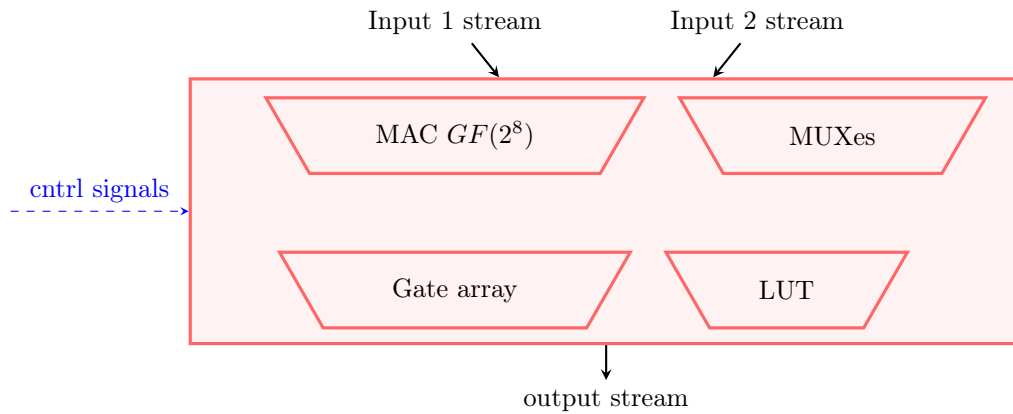 Input 1 stream
Input 2 stream
MAC $GF(2^8)$
MUXes
cntrl signals
Gate array
LUT
output stream